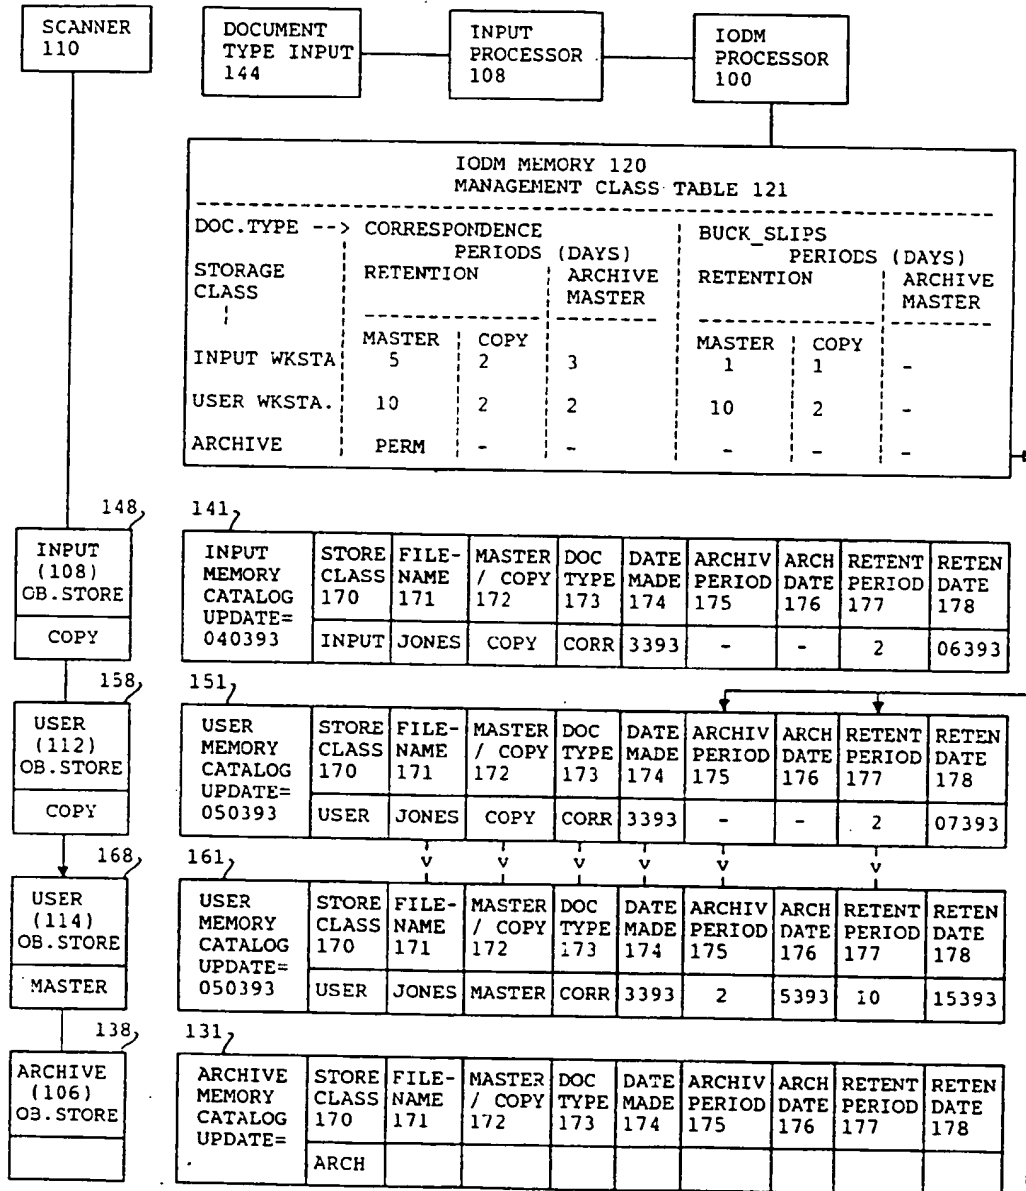 SCANNER
110
DOCUMENT
TYPE INPUT
144
INPUT
PROCESSOR
108
IODM
PROCESSOR
100
IODM MEMORY 120
MANAGEMENT CLASS TABLE 121
DOC.TYPE --> CORRESPONDENCE BUCK_SLIPS
PERIODS (DAYS) PERIODS (DAYS)
STORAGE RETENTION ARCHIVE RETENTION ARCHIVE
CLASS MASTER MASTER
MASTER COPY MASTER COPY
INPUT WKSTA 5 2 3 1 1 -
USER WKSTA. 10 2 2 10 2 -
ARCHIVE PERM - - - - -
148
INPUT
(108)
OB.STORE
COPY
141
INPUT STORE FILE- MASTER DOC DATE ARCHIV ARCH RETENT RETEN
MEMORY CLASS NAME / COPY TYPE MADE PERIOD DATE PERIOD DATE
CATALOG 170 171 172 173 174 175 176 177 178
UPDATE=
040393 INPUT JONES COPY CORR 3393 - - 2 06393
158
USER
(112)
OB.STORE
COPY
151
USER STORE FILE- MASTER DOC DATE ARCHIV ARCH RETENT RETEN
MEMORY CLASS NAME / COPY TYPE MADE PERIOD DATE PERIOD DATE
CATALOG 170 171 172 173 174 175 176 177 178
UPDATE=
050393 USER JONES COPY CORR 3393 - - 2 07393
v v v v v v
168
USER
(114)
OB.STORE
MASTER
161
USER STORE FILE- MASTER DOC DATE ARCHIV ARCH RETENT RETEN
MEMORY CLASS NAME / COPY TYPE MADE PERIOD DATE PERIOD DATE
CATALOG 170 171 172 173 174 175 176 177 178
UPDATE=
050393 USER JONES MASTER CORR 3393 2 5393 10 15393
138
ARCHIVE
(106)
OB.STORE
131
ARCHIVE STORE FILE- MASTER DOC DATE ARCHIV ARCH RETENT RETEN
MEMORY CLASS NAME / COPY TYPE MADE PERIOD DATE PERIOD DATE
CATALOG 170 171 172 173 174 175 176 177 178
UPDATE=
ARCH